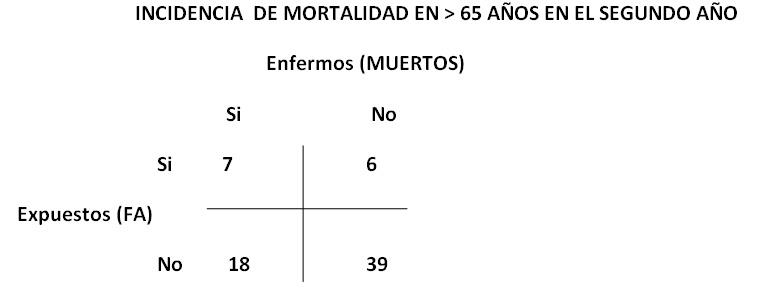 INCIDENCIA DE MORTALIDAD EN > 65 AÑOS EN EL SEGUNDO AÑO
Enfermos (MUERTOS)
Si No
Si 7 6
Expuestos (FA)
No 18 39